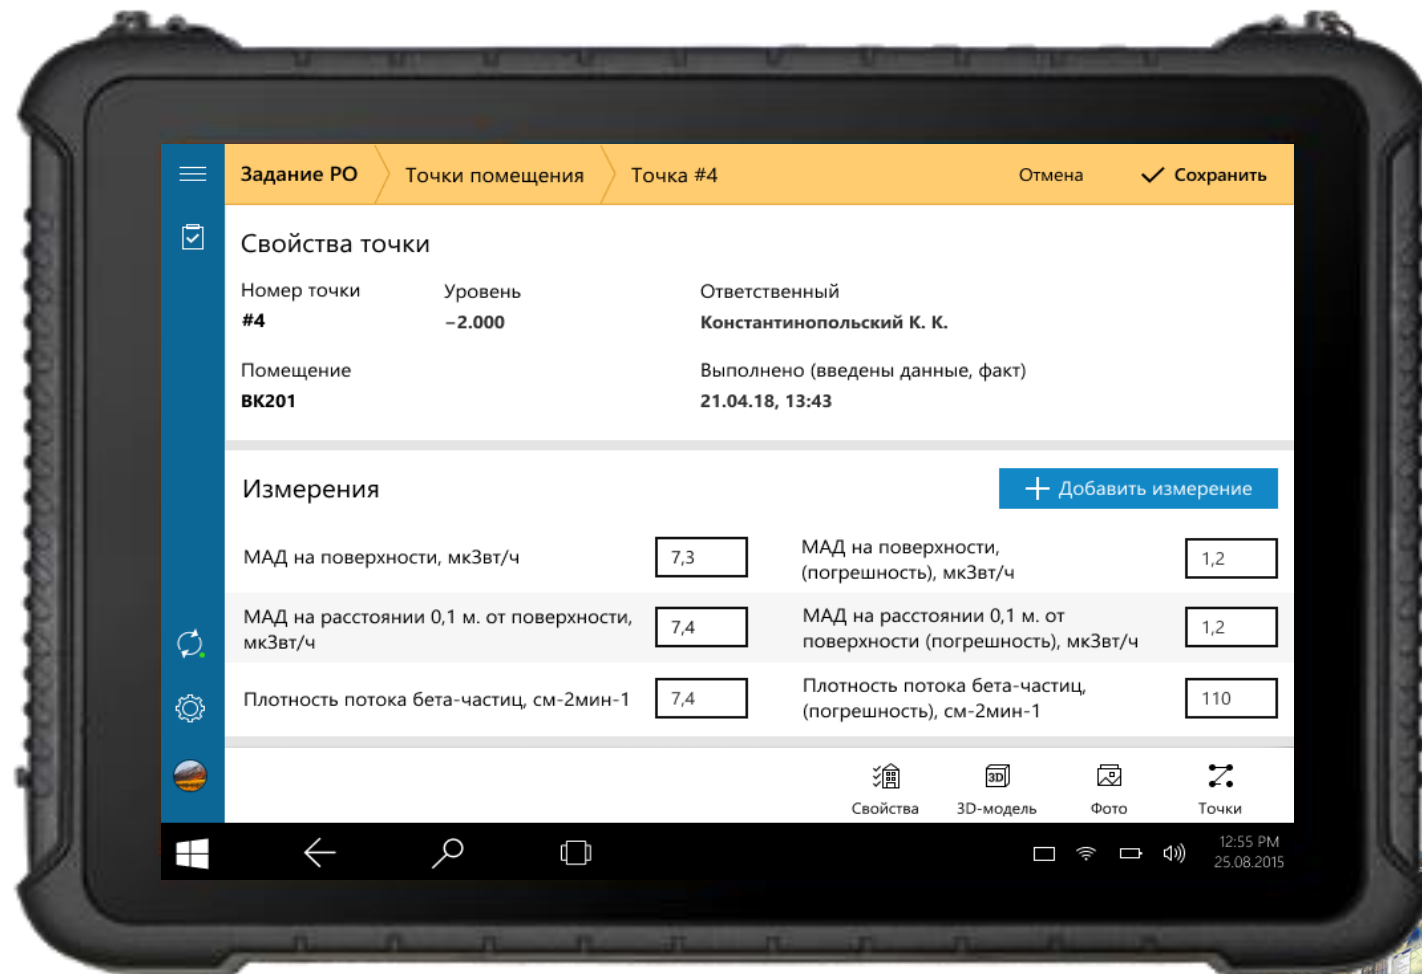 Задание РО
Точки помещения
Точка #4
Отмена
Сохранить
Свойства точки
Номер точки
Уровень
Ответственный
#4
−2.000
Константинопольский К. К.
Помещение
Выполнено (введены данные, факт)
ВК201
21.04.18, 13:43
Измерения
Добавить измерение
МАД на поверхности, мкЗвт/ч
7,3
МАД на поверхности,
(погрешность), мкЗвт/ч
1,2
МАД на расстоянии 0,1 м. от поверхности,
мкЗвт/ч
7,4
МАД на расстоянии 0,1 м. от
поверхности (погрешность), мкЗвт/ч
1,2
Плотность потока бета-частиц, см-2мин-1
7,4
Плотность потока бета-частиц,
(погрешность), см-2мин-1
110
3D
Свойства
3D-модель
Фото
Точки
12:55 PM
25.08.2015